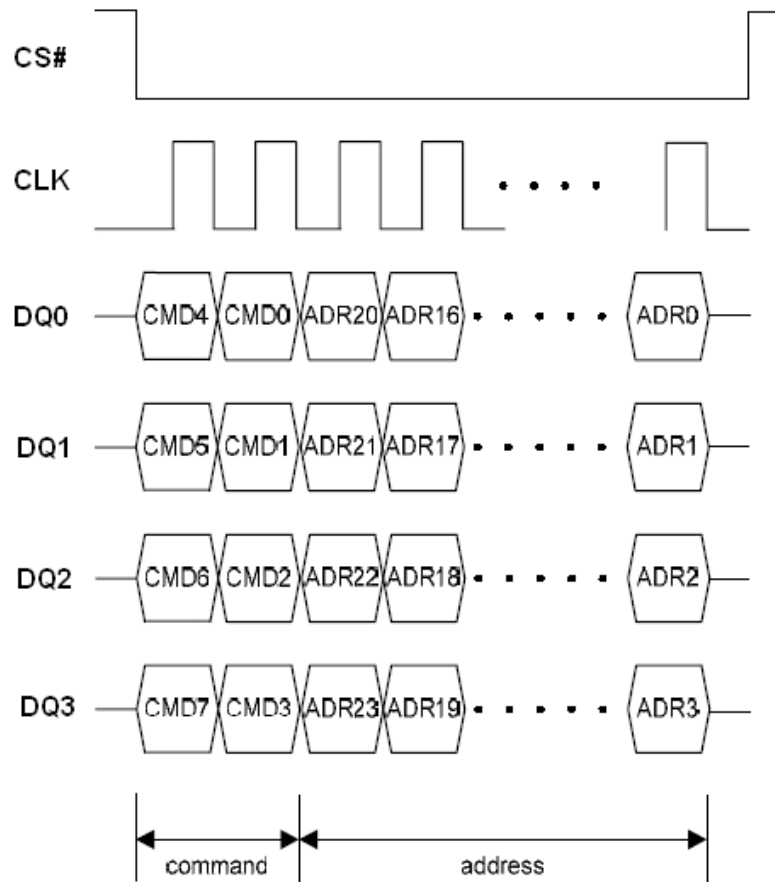 CS#
CLK
DQ0 CMD4 CMD0 ADR20 ADR16 ADR0
DQ1 CMD5 CMD1 ADR21 ADR17 ADR1
DQ2 CMD6 CMD2 ADR22 ADR18 ADR2
DQ3 CMD7 CMD3 ADR23 ADR19 ADR3
command address